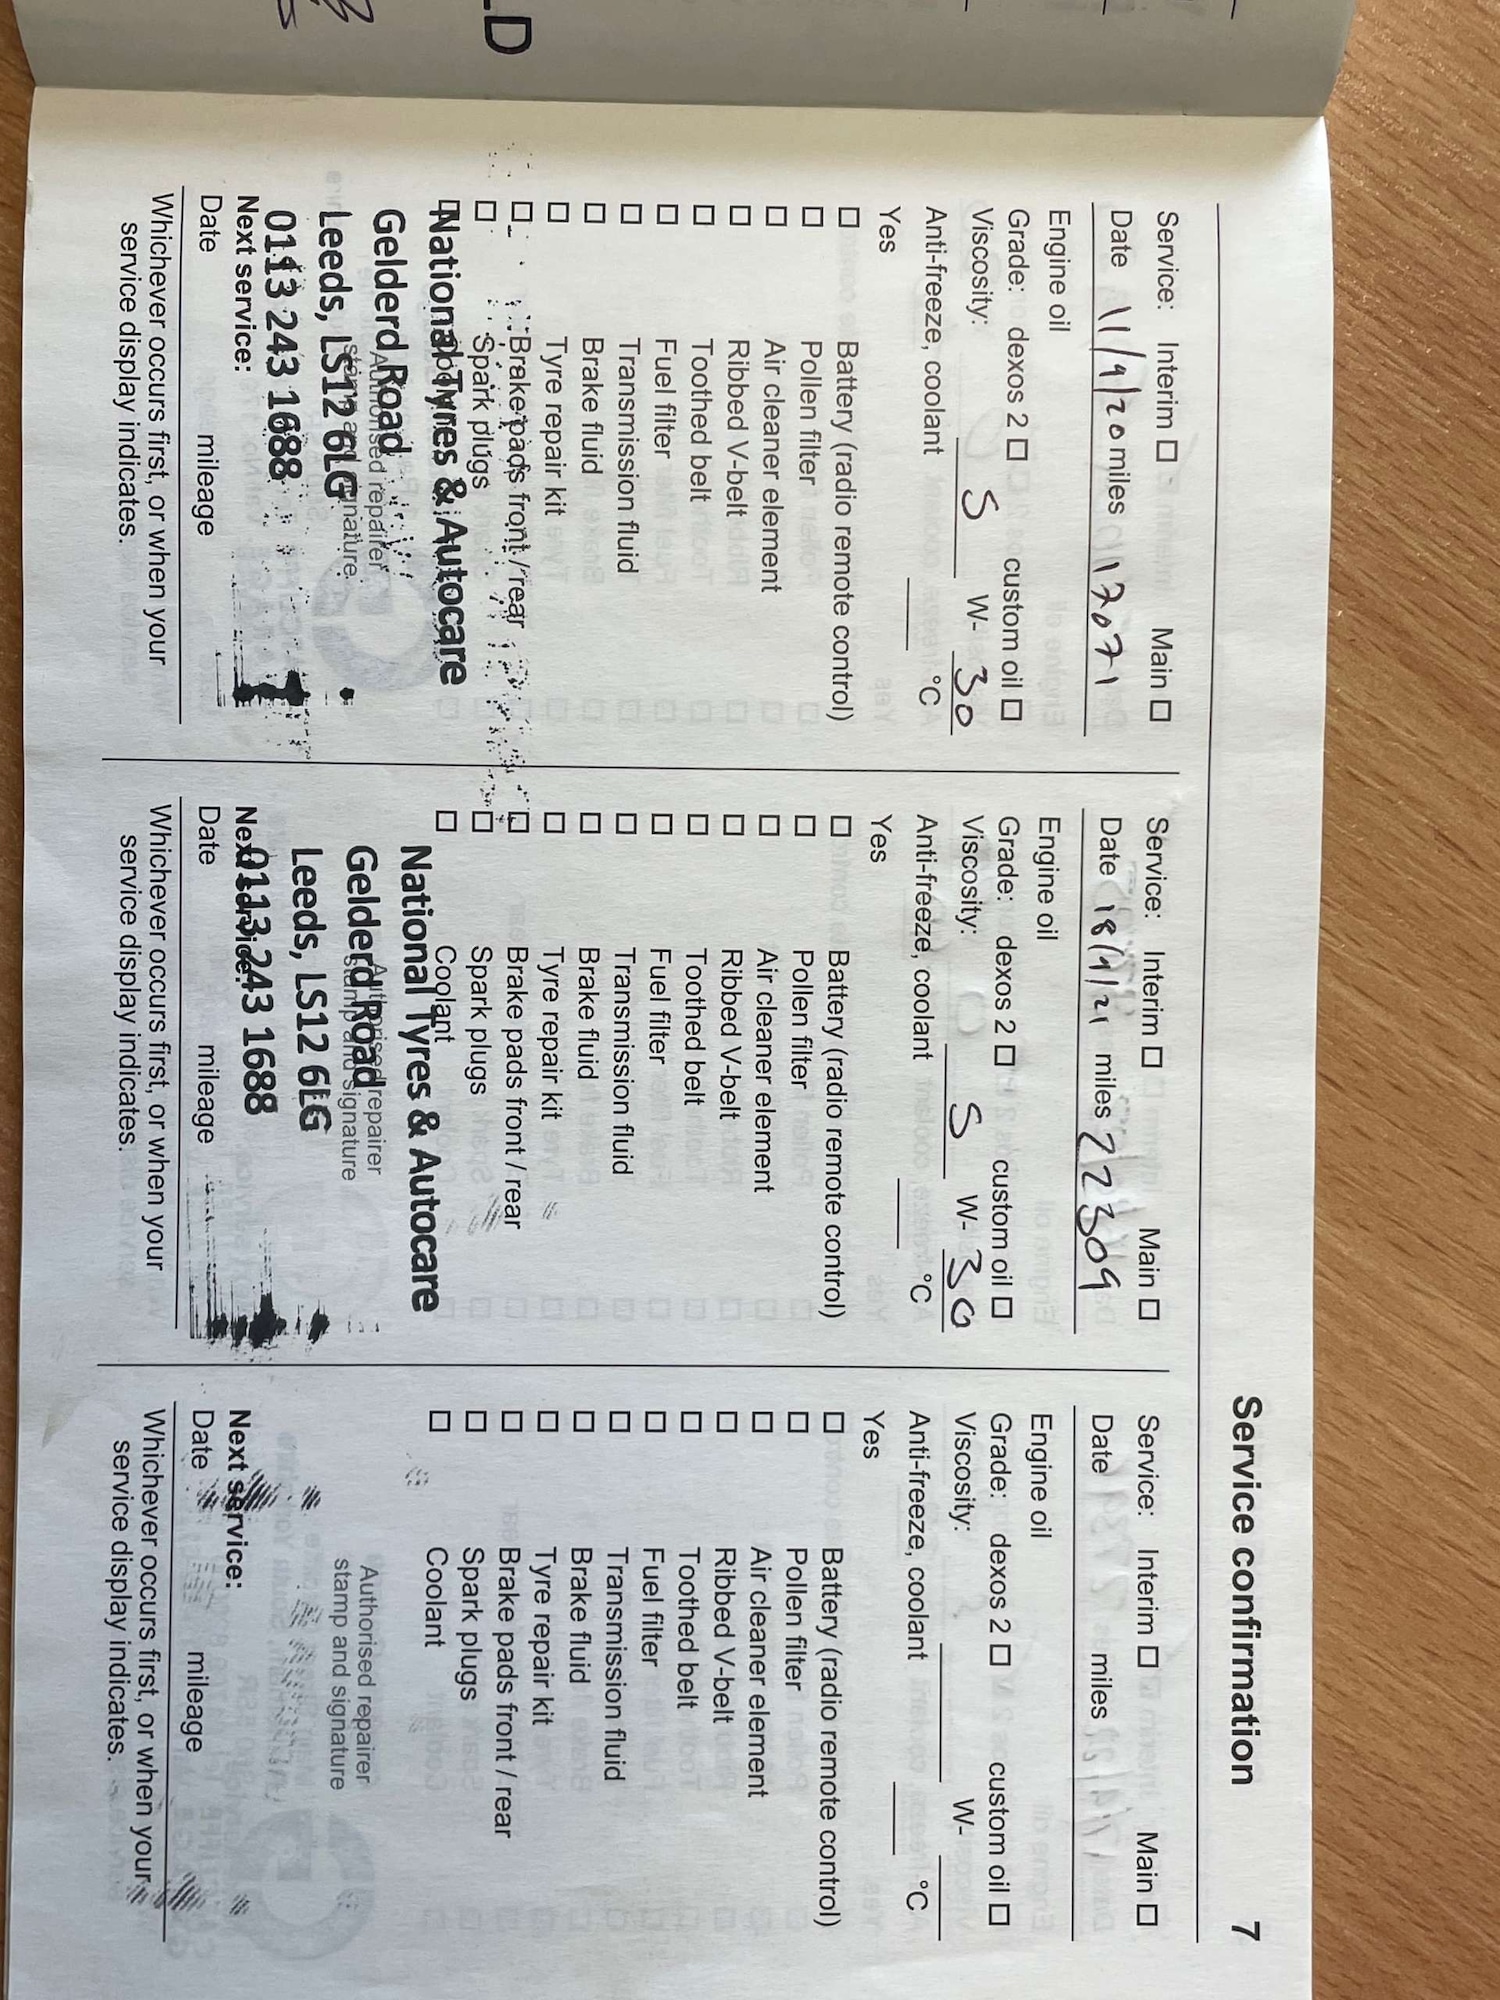 Service confirmation 7
Service: Interim ☐ Main ☐
Date 11/9/20 miles 17071
Engine oil
Grade: dexos 2 ☐ custom oil ☐
Viscosity: 5 W- 30
Anti-freeze, coolant °C
Yes
☐ Battery (radio remote control)
☐ Pollen filter
☐ Air cleaner element
☐ Ribbed V-belt
☐ Toothed belt
☐ Fuel filter
☐ Transmission fluid
☐ Brake fluid
☐ Tyre repair kit
☐ Brake pads front / rear
☐ Spark plugs
☐
National Tyres & Autocare
Gelderd Road
Authorised repairer
Leeds, LS12 6LG
0113 243 1688
Next service:
Date mileage
Whichever occurs first, or when your
service display indicates.
Service: Interim ☐ Main ☐
Date 18/9/21 miles 22309
Engine oil
Grade: dexos 2 ☐ custom oil ☐
Viscosity: 5 W- 30
Anti-freeze, coolant °C
Yes
☐ Battery (radio remote control)
☐ Pollen filter
☐ Air cleaner element
☐ Ribbed V-belt
☐ Toothed belt
☐ Fuel filter
☐ Transmission fluid
☐ Brake fluid
☐ Tyre repair kit
☐ Brake pads front / rear
☐ Spark plugs
☐ Coolant
National Tyres & Autocare
Authorised repairer
Gelderd Road
stamp and signature
Leeds, LS12 6LG
0113 243 1688
Next service:
Date mileage
Whichever occurs first, or when your
service display indicates.
Service: Interim ☐ Main ☐
Date miles
Engine oil
Grade: dexos 2 ☐ custom oil ☐
Viscosity: W-
Anti-freeze, coolant °C
Yes
☐ Battery (radio remote control)
☐ Pollen filter
☐ Air cleaner element
☐ Ribbed V-belt
☐ Toothed belt
☐ Fuel filter
☐ Transmission fluid
☐ Brake fluid
☐ Tyre repair kit
☐ Brake pads front / rear
☐ Spark plugs
☐ Coolant
Authorised repairer
stamp and signature
Next service:
Date mileage
Whichever occurs first, or when your
service display indicates.